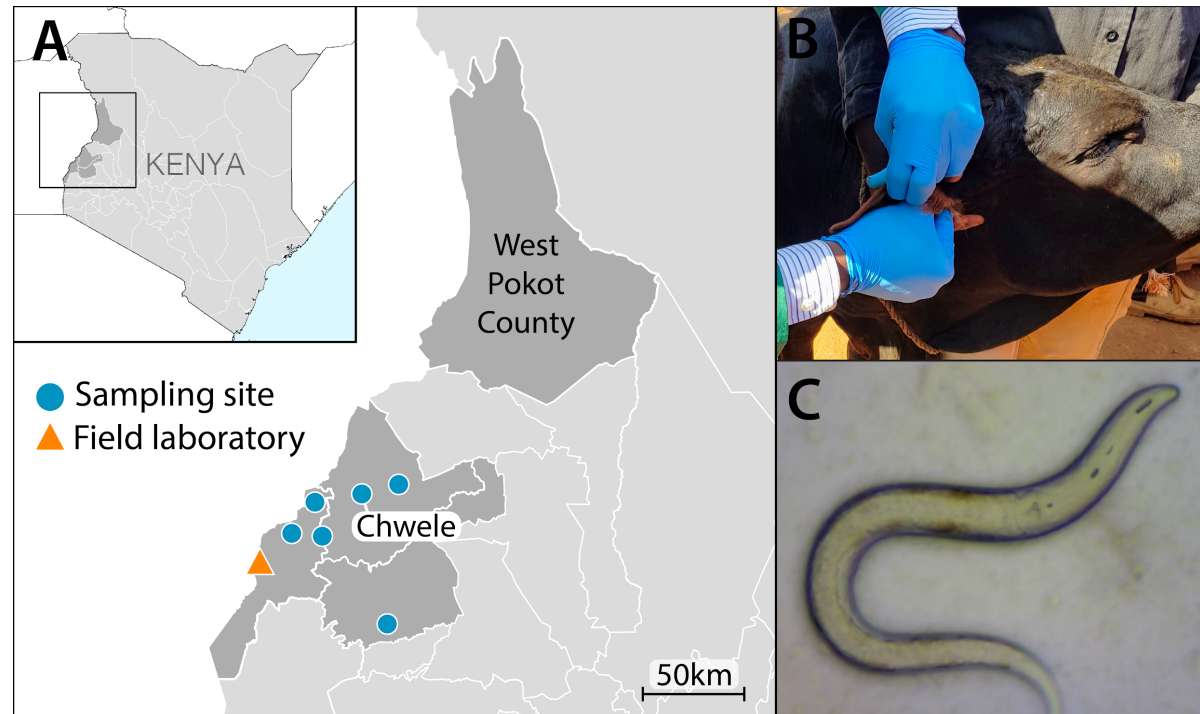 A
KENYA
West
Pokot
County
Sampling site
Field laboratory
Chwele
50km
B
C